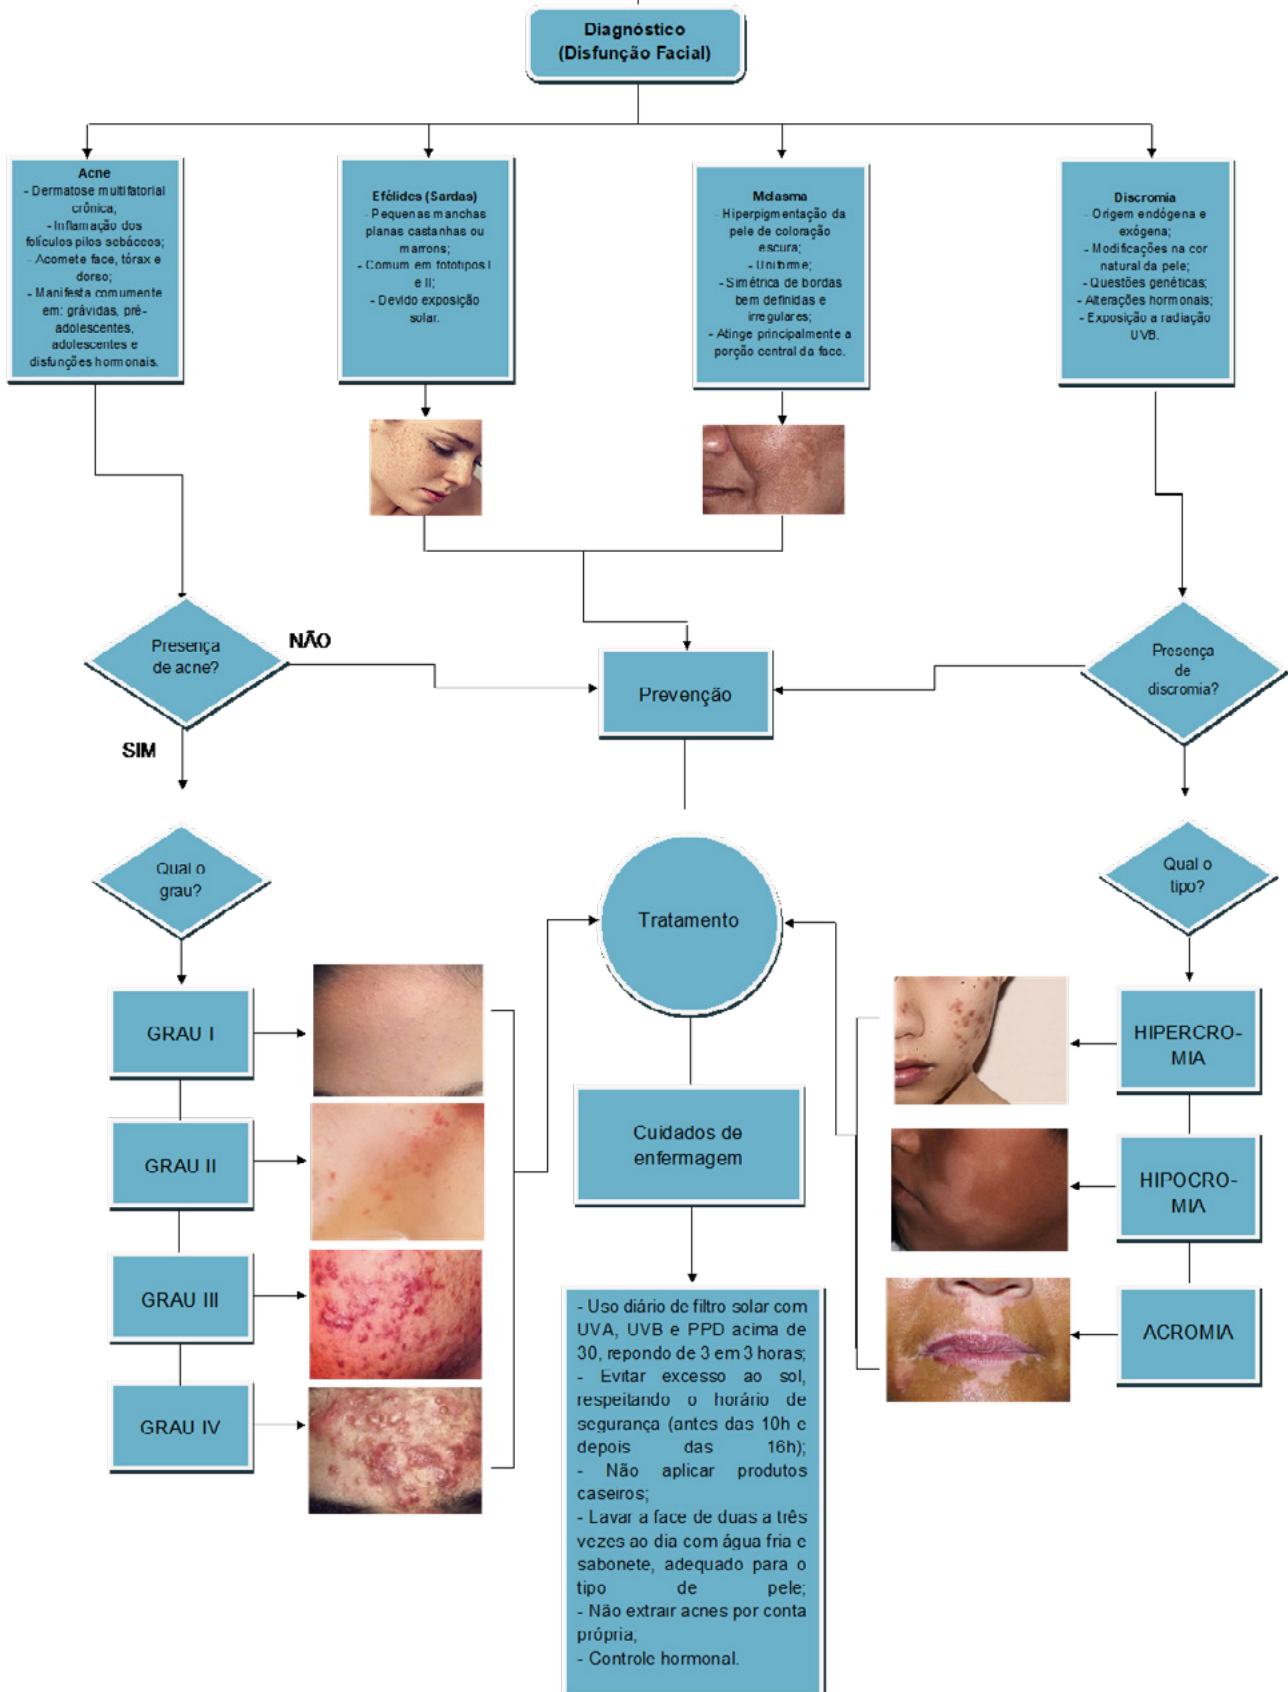 Diagnóstico
(Disfunção Facial)
Acne
- Dermatose multifatorial
crônica;
- Inflamação dos
folículos pilos sebáceos;
- Acomete face, tórax e
dorso;
- Manifesta comumente
em: grávidas, pré-
adolescentes,
adolescentes e
disfunções hormonais.
Efélides (Sardas)
- Pequenas manchas
planas castanhas ou
marrons;
- Comum em fototipos I
e II;
- Devido exposição
solar.
Melasma
- Hiperpigmentação da
pele de coloração
escura;
- Uniforme;
- Simétrica de bordas
bem definidas e
irregulares;
- Atinge principalmente a
porção central da face.
Discromia
- Origem endógena e
exógena;
- Modificações na cor
natural da pele;
- Questões genéticas;
- Alterações hormonais;
- Exposição a radiação
UVB.
Presença
de acne?
NÃO
SIM
Prevenção
Presença
de
discromia?
Qual o
grau?
Tratamento
Qual o
tipo?
GRAU I
GRAU II
GRAU III
GRAU IV
Cuidados de
enfermagem
HIPERCRO-
MIA
HIPOCRO-
MIA
ACROMIA
- Uso diário de filtro solar com
UVA, UVB e PPD acima de
30, repondo de 3 em 3 horas;
- Evitar excesso ao sol,
respeitando o horário de
segurança (antes das 10h e
depois das 16h);
- Não aplicar produtos
caseiros;
- Lavar a face de duas a três
vezes ao dia com água fria e
sabonete, adequado para o
tipo de pele;
- Não extrair acnes por conta
própria;
- Controle hormonal.